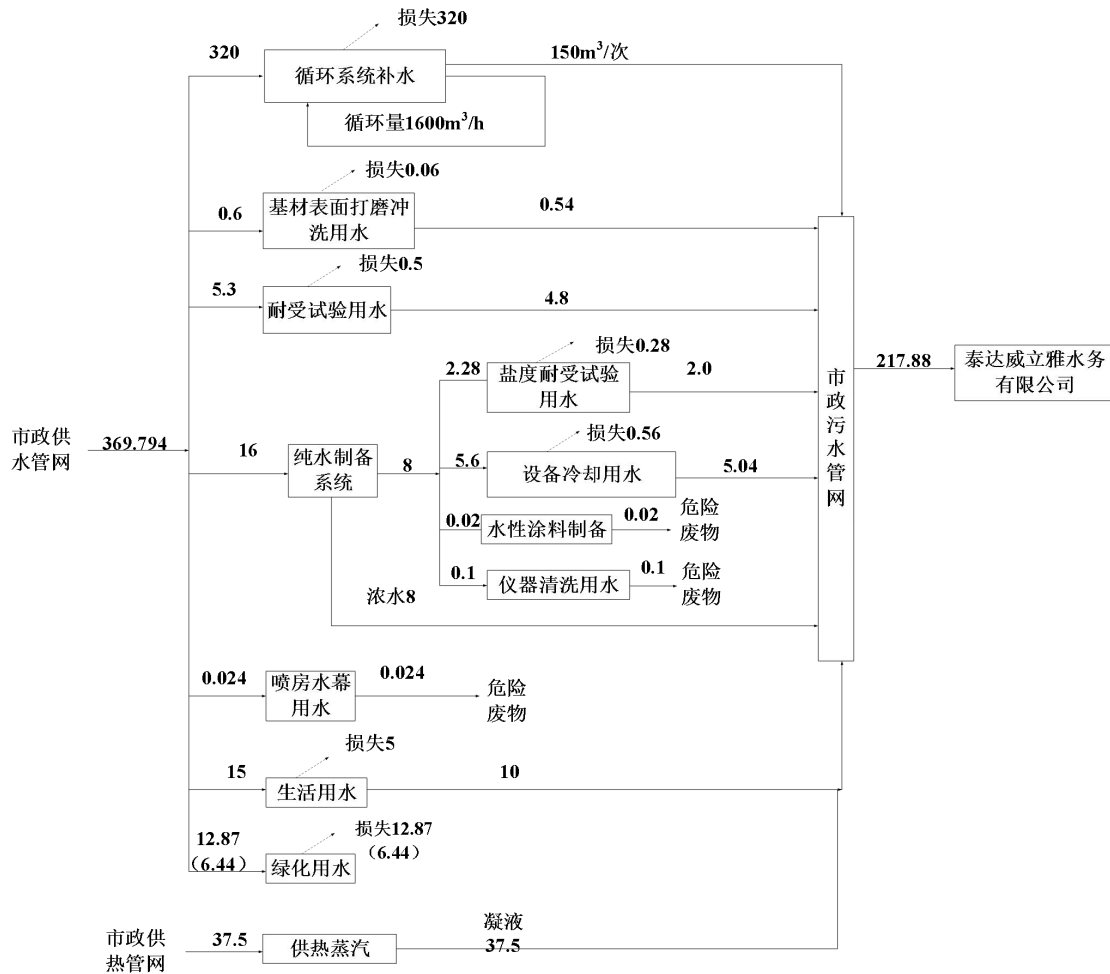 损失320
320
150m³/次
循环系统补水
循环量1600m³/h
损失0.06
0.6
基材表面打磨冲
洗用水
0.54
损失0.5
5.3
耐受试验用水
4.8
损失0.28
2.28
盐度耐受试验
用水
2.0
市政污水管网
217.88
泰达威立雅水务
有限公司
市政供
水管网
369.794
16
纯水制备
系统
8
损失0.56
5.6
设备冷却用水
5.04
0.02
水性涂料制备
0.02
危险
废物
0.1
仪器清洗用水
0.1
危险
废物
浓水8
0.024
喷房水幕
用水
0.024
危险
废物
损失5
15
生活用水
10
12.87
（6.44）
绿化用水
损失12.87
（6.44）
市政供
热管网
37.5
供热蒸汽
凝液
37.5